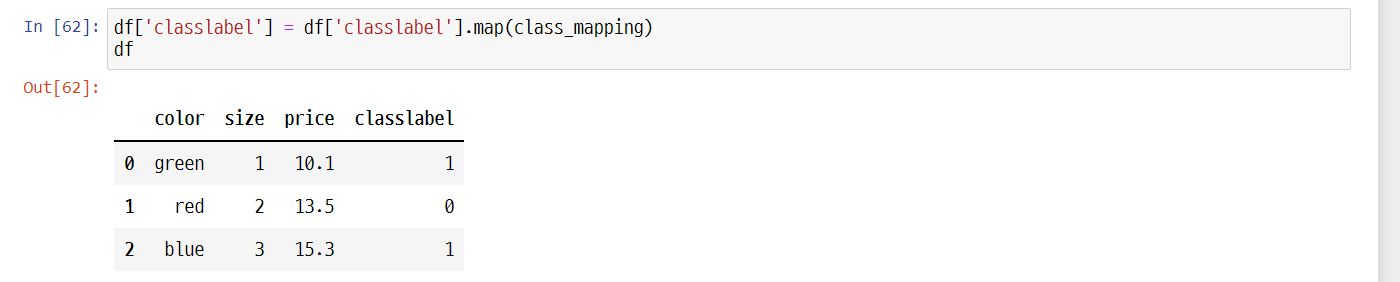 In [62]: df['classlabel'] = df['classlabel'].map(class_mapping)
df
Out[62]:
color size price classlabel
0 green 1 10.1 1
1 red 2 13.5 0
2 blue 3 15.3 1